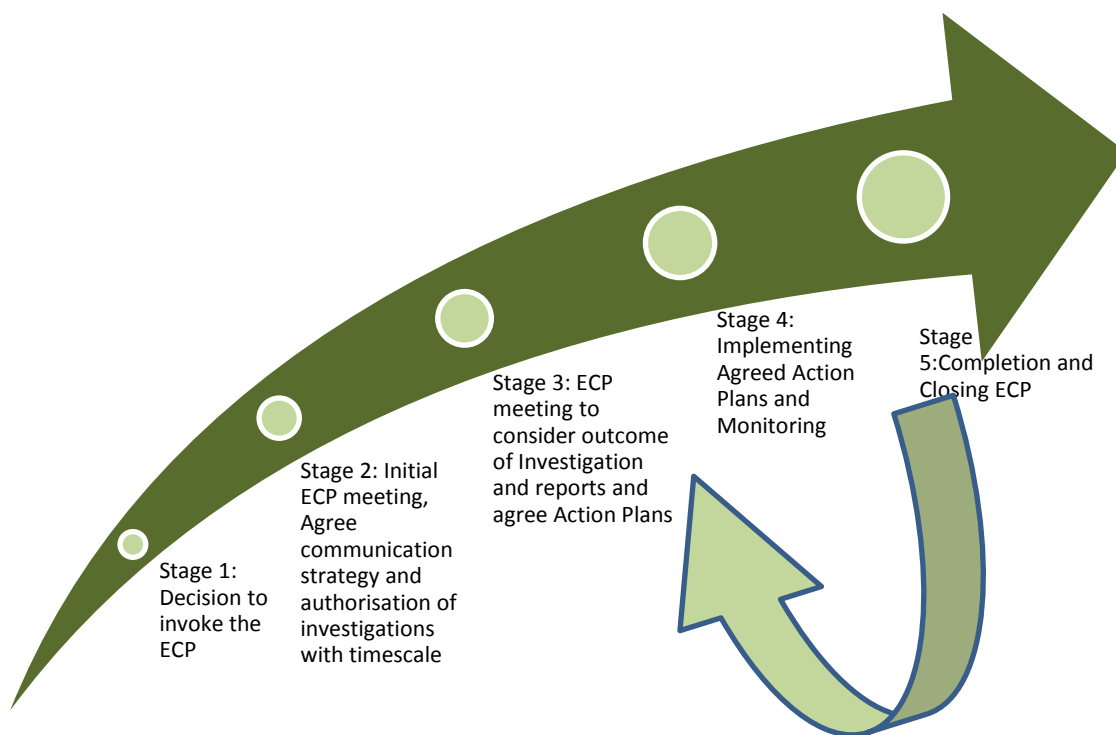 Stage 1:
Decision to
invoke the
ECP
Stage 2: Initial
ECP meeting,
Agree
communication
strategy and
authorisation of
investigations
with timescale
Stage 3: ECP
meeting to
consider outcome
of Investigation
and reports and
agree Action Plans
Stage 4:
Implementing
Agreed Action
Plans and
Monitoring
Stage
5:Completion and
Closing ECP